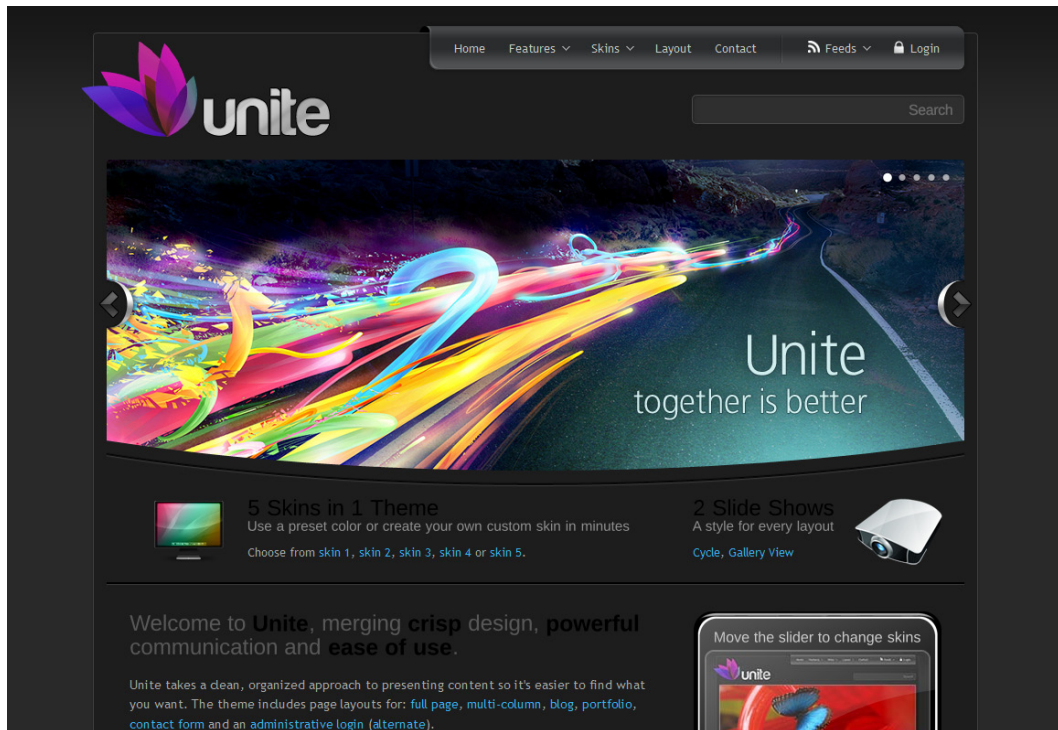 Home Features Skins Layout Contact Feeds Login
unite
Search
Unite
together is better
5 Skins in 1 Theme
Use a preset color or create your own custom skin in minutes
Choose from skin 1, skin 2, skin 3, skin 4 or skin 5.
2 Slide Shows
A style for every layout
Cycle, Gallery View
Welcome to Unite, merging crisp design, powerful
communication and ease of use.
Unite takes a clean, organized approach to presenting content so it's easier to find what
you want. The theme includes page layouts for: full page, multi-column, blog, portfolio,
contact form and an administrative login (alternate).
Move the slider to change skins
unite